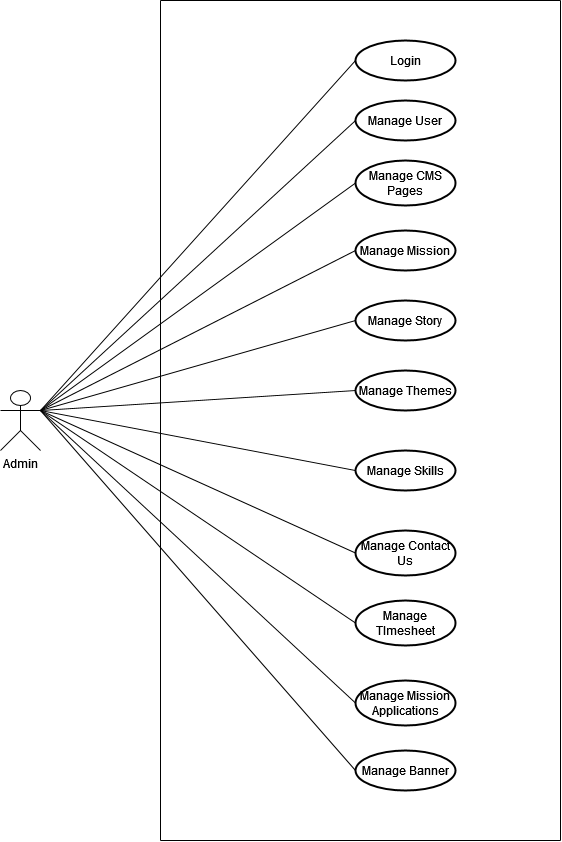 Login
Manage User
Manage CMS
Pages
Manage Mission
Manage Story
Manage Themes
Admin
Manage Skills
Manage Contact
Us
Manage
TImesheet
Manage Mission
Applications
Manage Banner